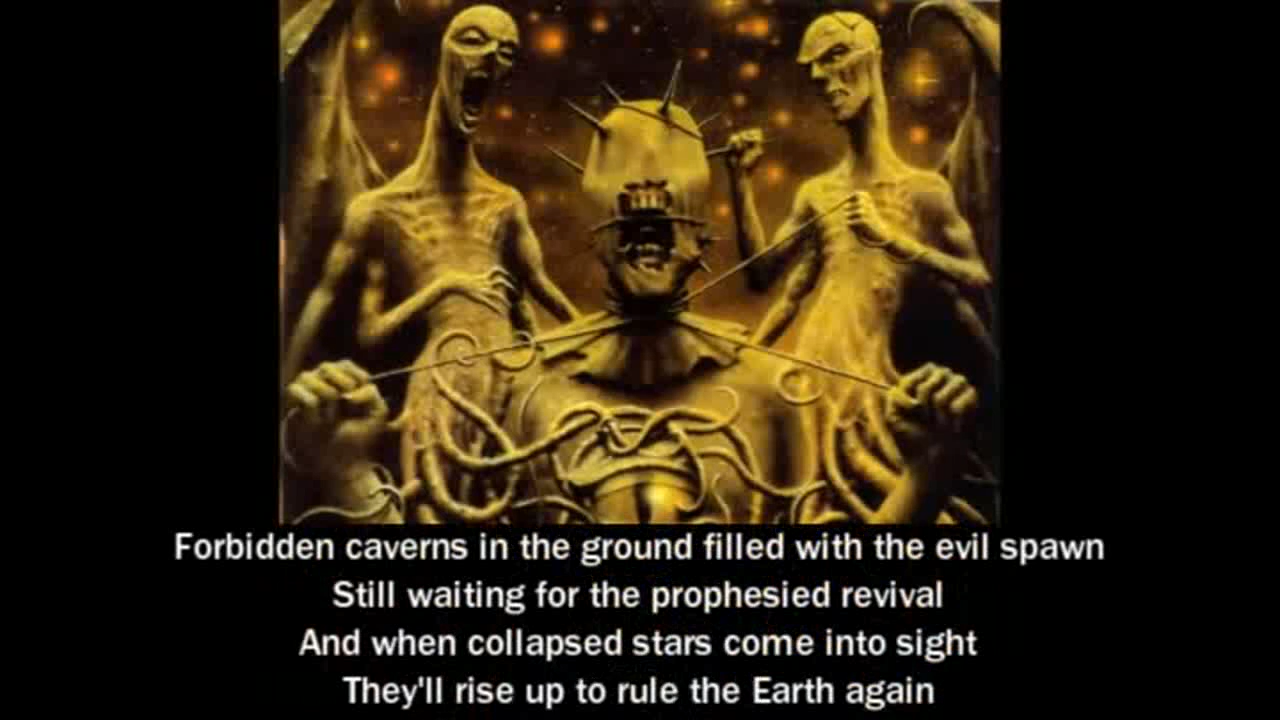 Forbidden caverns in the ground filled with the evil spawn
Still waiting for the prophesied revival
And when collapsed stars come into sight
They'll rise up to rule the Earth again